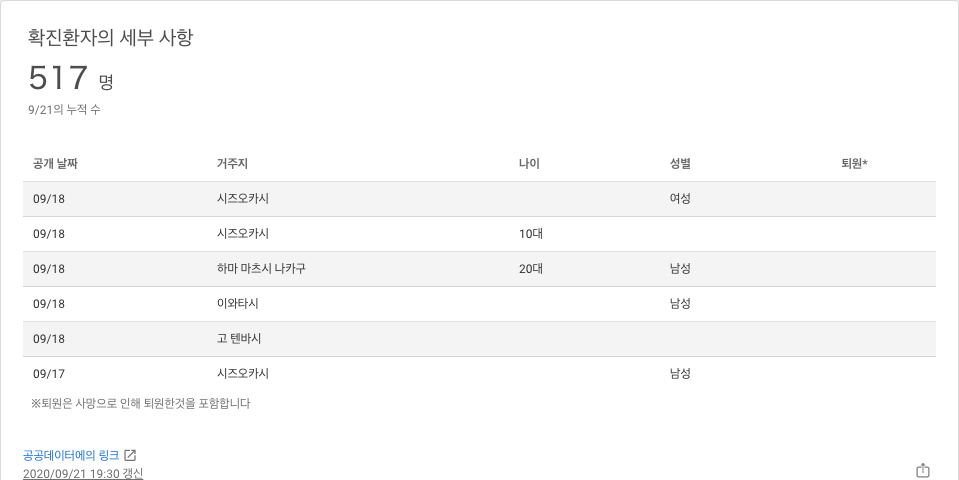 확진환자의 세부 사항
517 명
9/21의 누적 수
공개 날짜 거주지 나이 성별 퇴원*
09/18 시즈오카시 여성
09/18 시즈오카시 10대
09/18 하마 마츠시 나카구 20대 남성
09/18 이와타시 남성
09/18 고 텐바시
09/17 시즈오카시 남성
※퇴원은 사망으로 인해 퇴원한것을 포함합니다
공공데이터에의 링크
2020/09/21 19:30 갱신